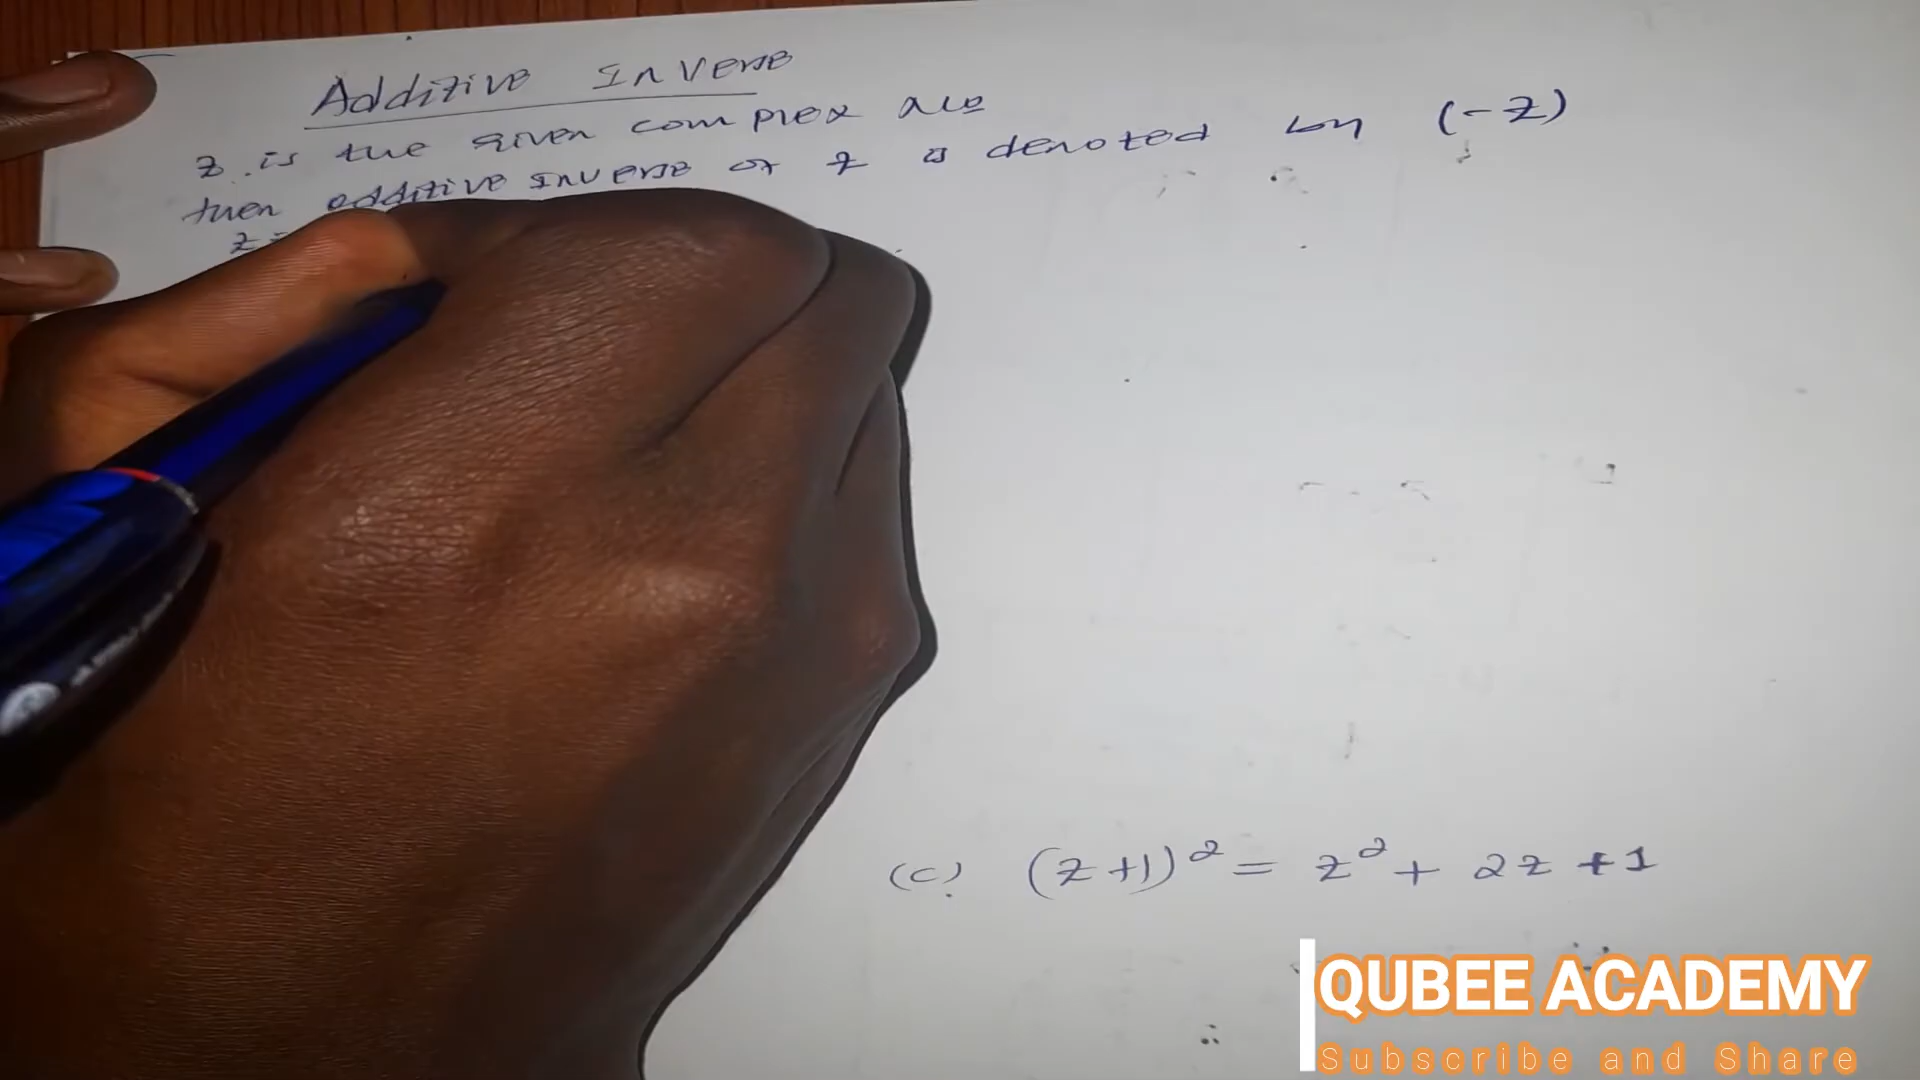 Additive Inverse
z is the given complex
then additive inverse of z is denoted by (-z)
z =
(c) (z+1)² = z² + 2z + 1
QUBEE ACADEMY
Subscribe and Share